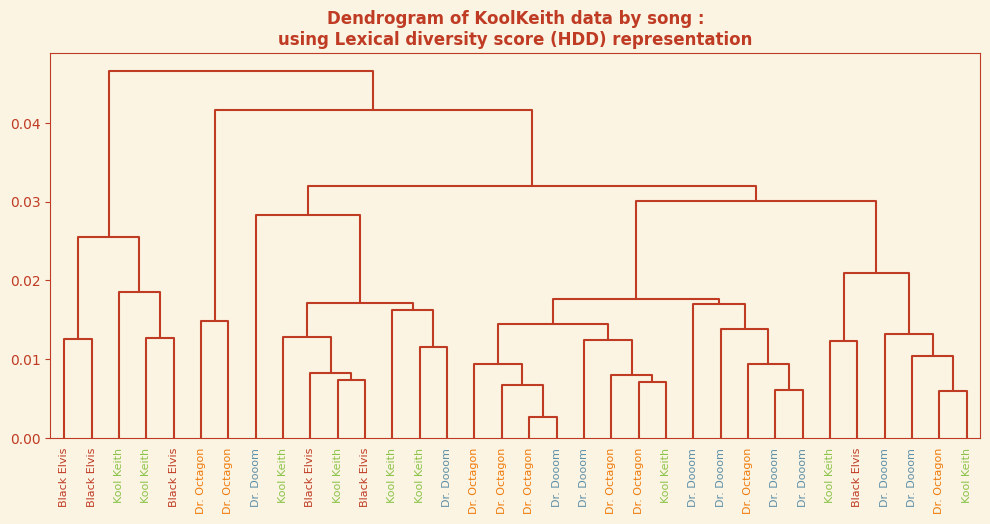 Dendrogram of KoolKeith data by song :
using Lexical diversity score (HDD) representation
0.04
0.03
0.02
0.01
0.00
Black Elvis
Black Elvis
Kool Keith
Kool Keith
Black Elvis
Dr. Octagon
Dr. Octagon
Dr. Dooom
Kool Keith
Black Elvis
Kool Keith
Black Elvis
Kool Keith
Kool Keith
Dr. Dooom
Dr. Octagon
Dr. Octagon
Dr. Octagon
Dr. Dooom
Dr. Dooom
Dr. Octagon
Dr. Octagon
Kool Keith
Dr. Dooom
Dr. Dooom
Dr. Octagon
Dr. Dooom
Dr. Dooom
Kool Keith
Black Elvis
Dr. Dooom
Dr. Dooom
Dr. Octagon
Kool Keith